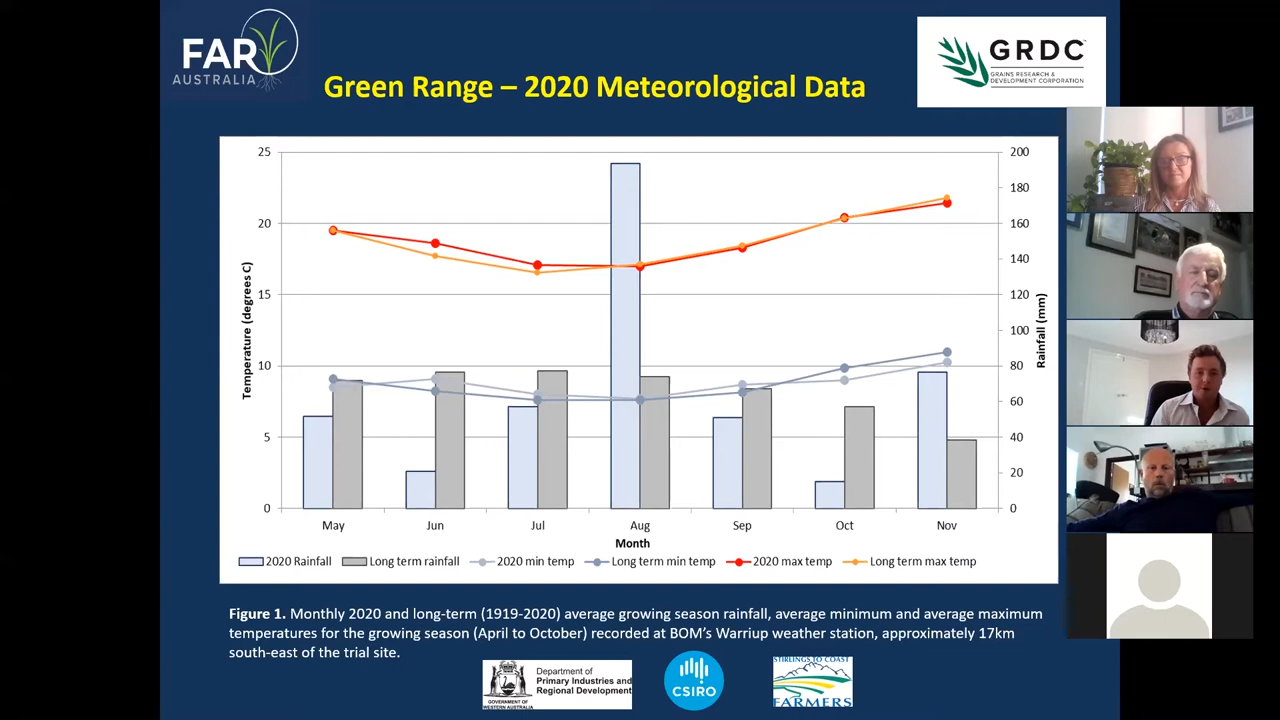 FAR
AUSTRALIA
Green Range – 2020 Meteorological Data
GRDC™
GRAINS RESEARCH &
DEVELOPMENT CORPORATION
25
20
15
10
5
0
Temperature (degrees C)
200
180
160
140
120
100
80
60
40
20
0
Rainfall (mm)
May Jun Jul Aug Sep Oct Nov
Month
2020 Rainfall Long term rainfall 2020 min temp Long term min temp 2020 max temp Long term max temp
Figure 1. Monthly 2020 and long-term (1919-2020) average growing season rainfall, average minimum and average maximum
temperatures for the growing season (April to October) recorded at BOM's Warriup weather station, approximately 17km
south-east of the trial site.
Department of
Primary Industries and
Regional Development
GOVERNMENT OF
WESTERN AUSTRALIA
CSIRO
STIRLINGS TO COAST
FARMERS